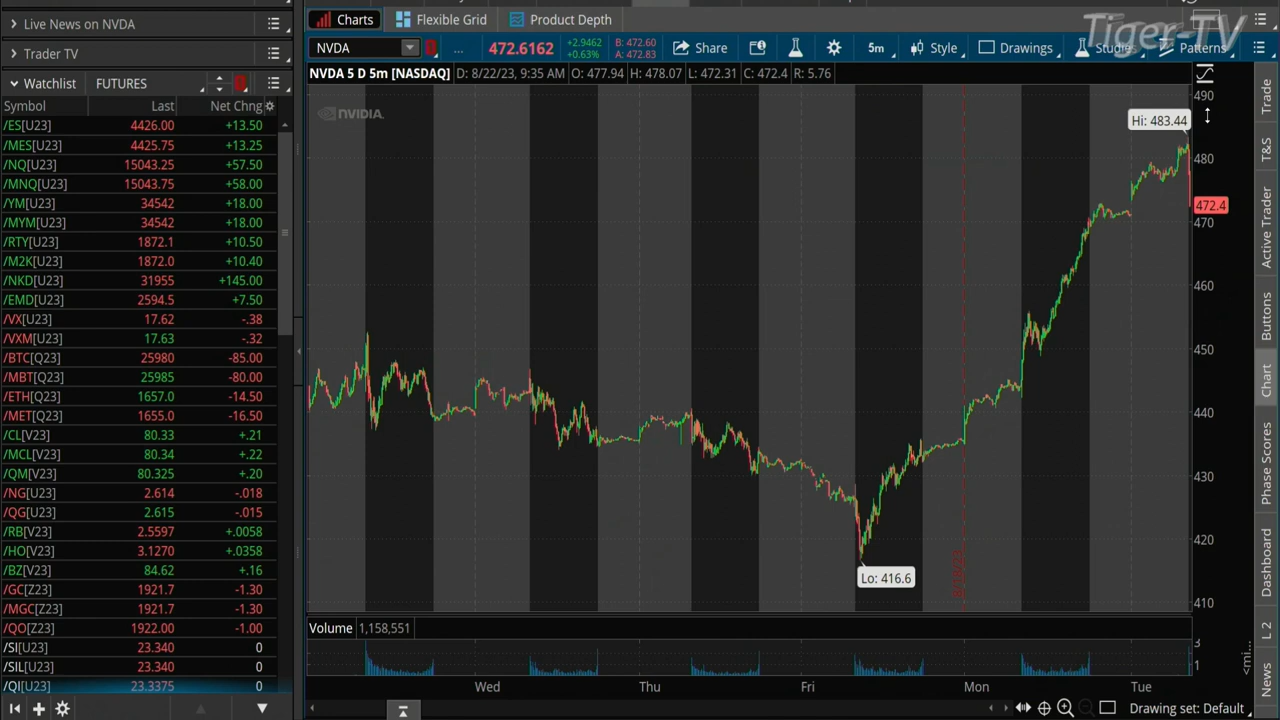 Live News on NVDA
Trader TV
Watchlist FUTURES
Symbol Last Net Chng
/ES[U23] 4426.00 +13.50
/MES[U23] 4425.75 +13.25
/NQ[U23] 15043.25 +57.50
/MNQ[U23] 15043.75 +58.00
/YM[U23] 34542 +18.00
/MYM[U23] 34542 +18.00
/RTY[U23] 1872.1 +10.50
/M2K[U23] 1872.0 +10.40
/NKD[U23] 31955 +145.00
/EMD[U23] 2594.5 +7.50
/VX[U23] 17.62 -.38
/VXM[U23] 17.63 -.32
/BTC[Q23] 25980 -85.00
/MBT[Q23] 25985 -80.00
/ETH[Q23] 1657.0 -14.50
/MET[Q23] 1655.0 -16.50
/CL[V23] 80.33 +.21
/MCL[V23] 80.34 +.22
/QM[V23] 80.325 +.20
/NG[U23] 2.614 -.018
/QG[U23] 2.615 -.015
/RB[V23] 2.5597 +.0058
/HO[V23] 3.1270 +.0358
/BZ[V23] 84.62 +.16
/GC[Z23] 1921.7 -1.30
/MGC[Z23] 1921.7 -1.30
/QO[Z23] 1922.00 -1.00
/SI[U23] 23.340 0
/SIL[U23] 23.340 0
/QI[U23] 23.3375 0
Charts Flexible Grid Product Depth
Tiger-TV
NVDA ... 472.6162 +2.9462 +0.63% B: 472.60 A: 472.83 Share 5m Style Drawings Studies Patterns
NVDA 5 D 5m [NASDAQ] D: 8/22/23, 9:35 AM O: 477.94 H: 478.07 L: 472.31 C: 472.4 R: 5.76
NVIDIA.
Hi: 483.44
Lo: 416.6
490
480
472.4
470
460
450
440
430
420
410
Volume 1,158,551
3
1
<mi...
Wed Thu Fri Mon Tue
Drawing set: Default
Trade
T&S
Active Trader
Buttons
Chart
Phase Scores
Dashboard
L 2
News